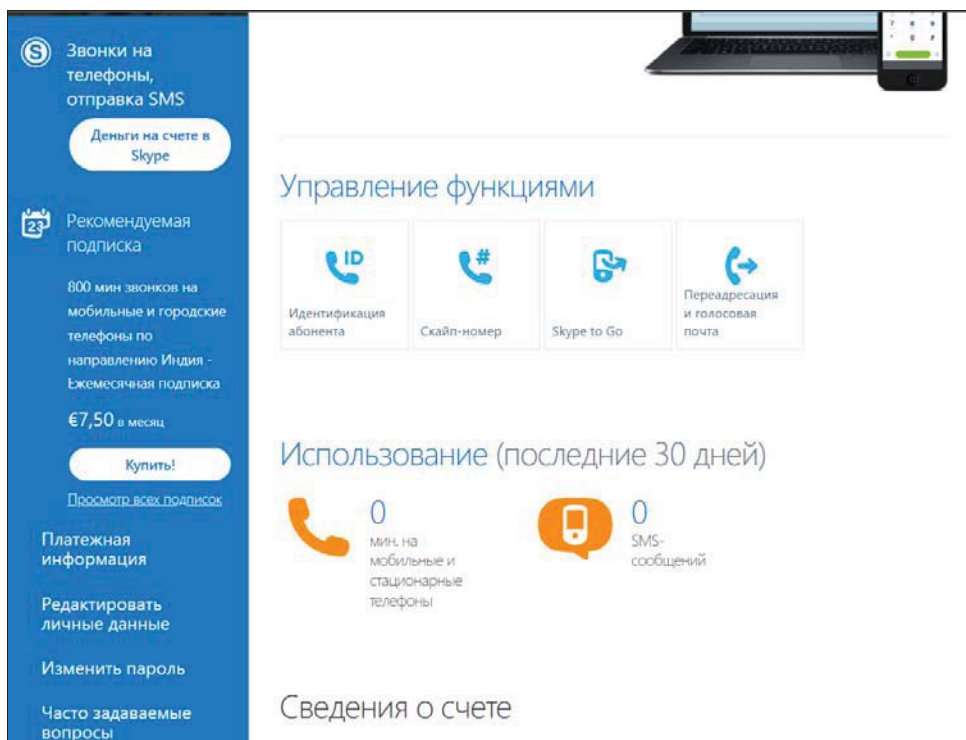 Звонки на
телефоны,
отправка SMS
Деньги на счете в
Skype
23
Рекомендуемая
подписка
800 мин звонков на
мобильные и городские
телефоны по
направлению Индия -
Ежемесячная подписка
€7,50 в месяц
Купить!
Просмотр всех подписок
Платежная
информация
Редактировать
личные данные
Изменить пароль
Часто задаваемые
вопросы
Управление функциями
ID
Идентификация
абонента
#
Скайп-номер
Skype to Go
Переадресация
и голосовая
почта
Использование (последние 30 дней)
0
мин. на
мобильные и
стационарные
телефоны
0
SMS-
сообщений
Сведения о счете